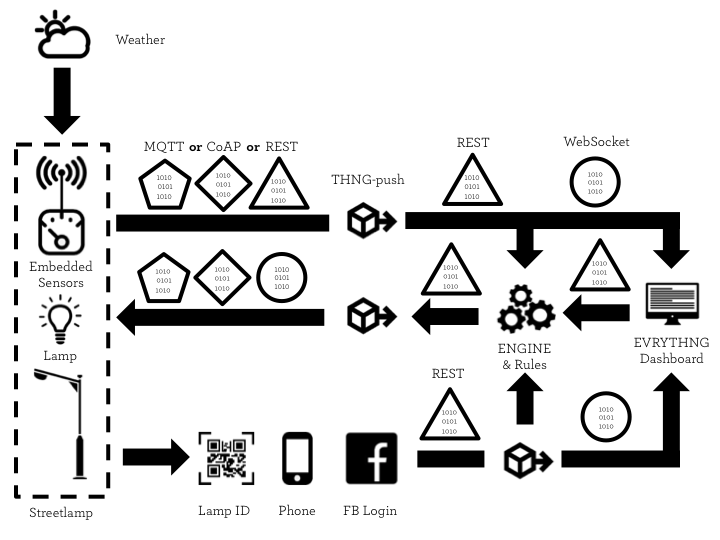 Weather
MQTT or CoAP or REST
REST
WebSocket
1010
0101
1010
1010
0101
1010
1010
0101
1010
THNG-push
1010
0101
1010
1010
0101
1010
Embedded
Sensors
1010
0101
1010
1010
0101
1010
1010
0101
1010
1010
0101
1010
1010
0101
1010
Lamp
ENGINE
& Rules
EVRYTHNG
Dashboard
REST
1010
0101
1010
1010
0101
1010
f
Streetlamp
Lamp ID
Phone
FB Login